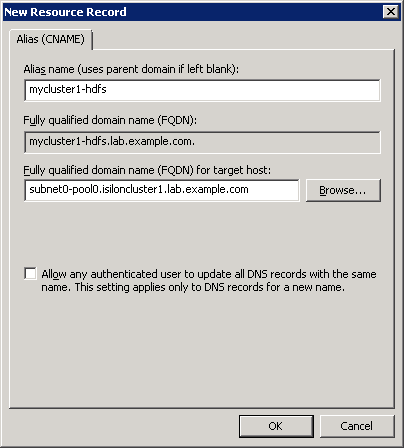 New Resource Record
Alias (CNAME)
Alias name (uses parent domain if left blank):
mycluster1-hdfs
Fully qualified domain name (FQDN):
mycluster1-hdfs.lab.example.com.
Fully qualified domain name (FQDN) for target host:
subnet0-pool0.isiloncluster1.lab.example.com
Browse...
Allow any authenticated user to update all DNS records with the same
name. This setting applies only to DNS records for a new name.
OK
Cancel